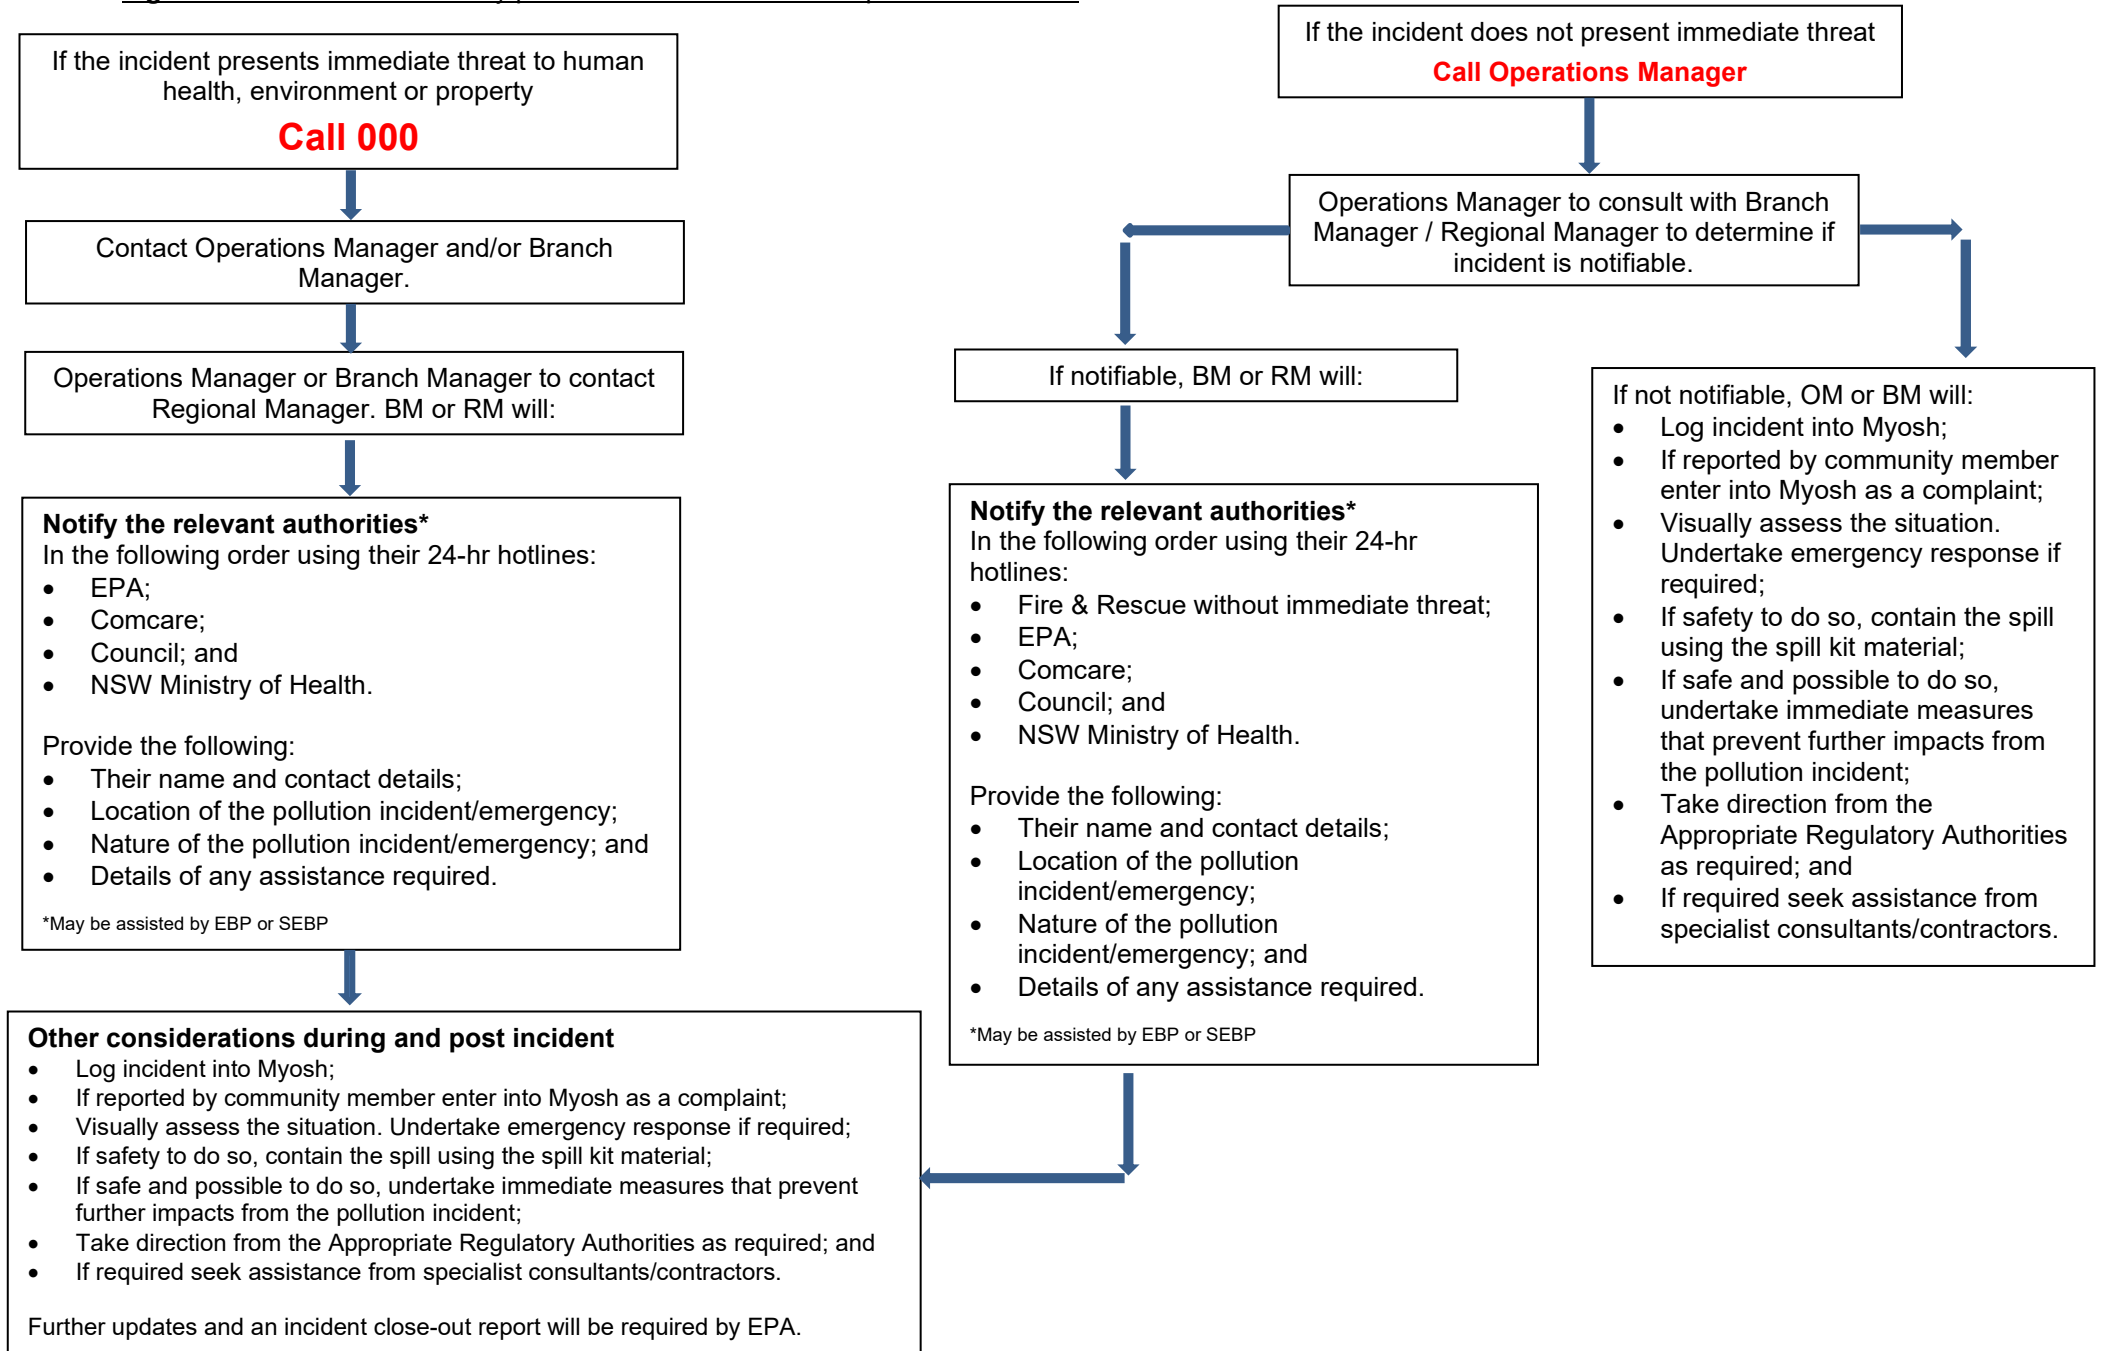 If the incident presents immediate threat to human
health, environment or property
Call 000
Contact Operations Manager and/or Branch
Manager.
Operations Manager or Branch Manager to contact
Regional Manager. BM or RM will:
Notify the relevant authorities*
In the following order using their 24-hr hotlines:
• EPA;
• Comcare;
• Council; and
• NSW Ministry of Health.
Provide the following:
• Their name and contact details;
• Location of the pollution incident/emergency;
• Nature of the pollution incident/emergency; and
• Details of any assistance required.
*May be assisted by EBP or SEBP
Other considerations during and post incident
• Log incident into Myosh;
• If reported by community member enter into Myosh as a complaint;
• Visually assess the situation. Undertake emergency response if required;
• If safety to do so, contain the spill using the spill kit material;
• If safe and possible to do so, undertake immediate measures that prevent
further impacts from the pollution incident;
• Take direction from the Appropriate Regulatory Authorities as required; and
• If required seek assistance from specialist consultants/contractors.
Further updates and an incident close-out report will be required by EPA.
If the incident does not present immediate threat
Call Operations Manager
Operations Manager to consult with Branch
Manager / Regional Manager to determine if
incident is notifiable.
If notifiable, BM or RM will:
Notify the relevant authorities*
In the following order using their 24-hr
hotlines:
• Fire & Rescue without immediate threat;
• EPA;
• Comcare;
• Council; and
• NSW Ministry of Health.
Provide the following:
• Their name and contact details;
• Location of the pollution
incident/emergency;
• Nature of the pollution
incident/emergency; and
• Details of any assistance required.
*May be assisted by EBP or SEBP
If not notifiable, OM or BM will:
• Log incident into Myosh;
• If reported by community member
enter into Myosh as a complaint;
• Visually assess the situation.
Undertake emergency response if
required;
• If safety to do so, contain the spill
using the spill kit material;
• If safe and possible to do so,
undertake immediate measures
that prevent further impacts from
the pollution incident;
• Take direction from the
Appropriate Regulatory Authorities
as required; and
• If required seek assistance from
specialist consultants/contractors.